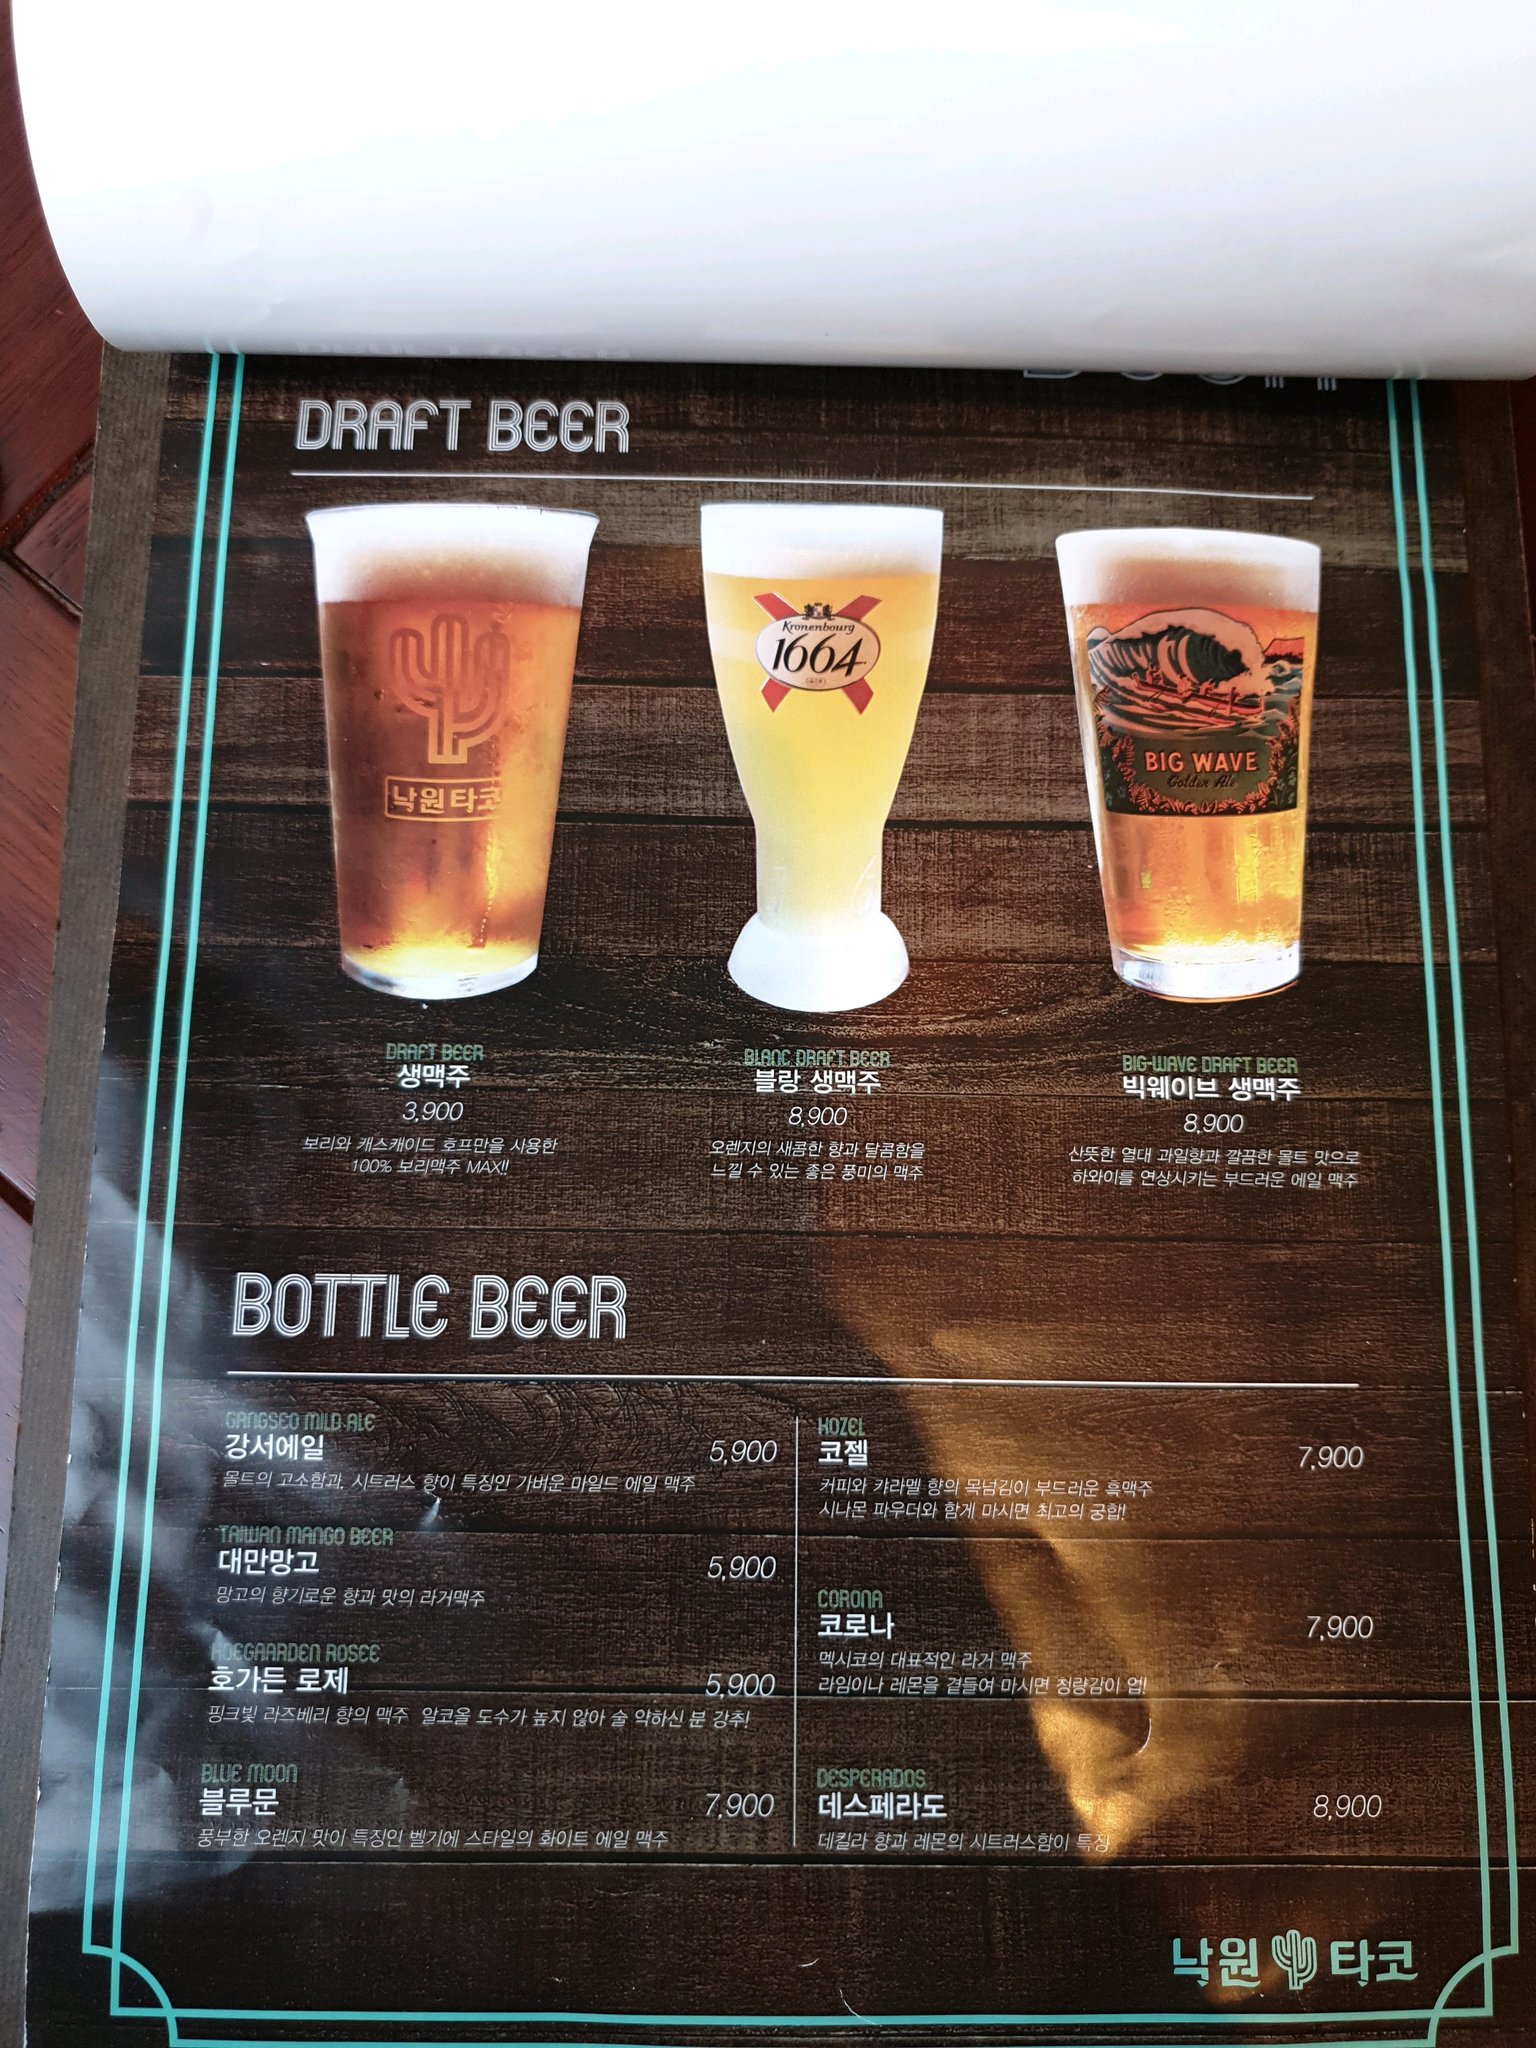 DRAFT BEER
낙원타코
Kronenbourg
1664
BIG WAVE
Golden Ale
DRAFT BEER
생맥주
3,900
보리와 캐스캐이드 호프만을 사용한
100% 보리맥주 MAX!!
BLANC DRAFT BEER
블랑 생맥주
8,900
오렌지의 새콤한 향과 달콤함을
느낄 수 있는 좋은 풍미의 맥주
BIG-WAVE DRAFT BEER
빅웨이브 생맥주
8,900
산뜻한 열대 과일향과 깔끔한 몰트 맛으로
하와이를 연상시키는 부드러운 에일 맥주
BOTTLE BEER
GANGSEO MILD ALE
강서에일 5,900
몰트의 고소함과, 시트러스 향이 특징인 가벼운 마일드 에일 맥주
TAIWAN MANGO BEER
대만망고 5,900
망고의 향기로운 향과 맛의 라거맥주
HOEGAARDEN ROSEE
호가든 로제 5,900
핑크빛 라즈베리 향의 맥주 알코올 도수가 높지 않아 술 약하신 분 강추!
BLUE MOON
블루문 7,900
풍부한 오렌지 맛이 특징인 벨기에 스타일의 화이트 에일 맥주
KOZEL
코젤 7,900
커피와 캬라멜 향의 목넘김이 부드러운 흑맥주
시나몬 파우더와 함게 마시면 최고의 궁합!
CORONA
코로나 7,900
멕시코의 대표적인 라거 맥주
라임이나 레몬을 곁들여 마시면 청량감이 업!
DESPERADOS
데스페라도 8,900
데킬라 향과 레몬의 시트러스함이 특징
낙원 타코